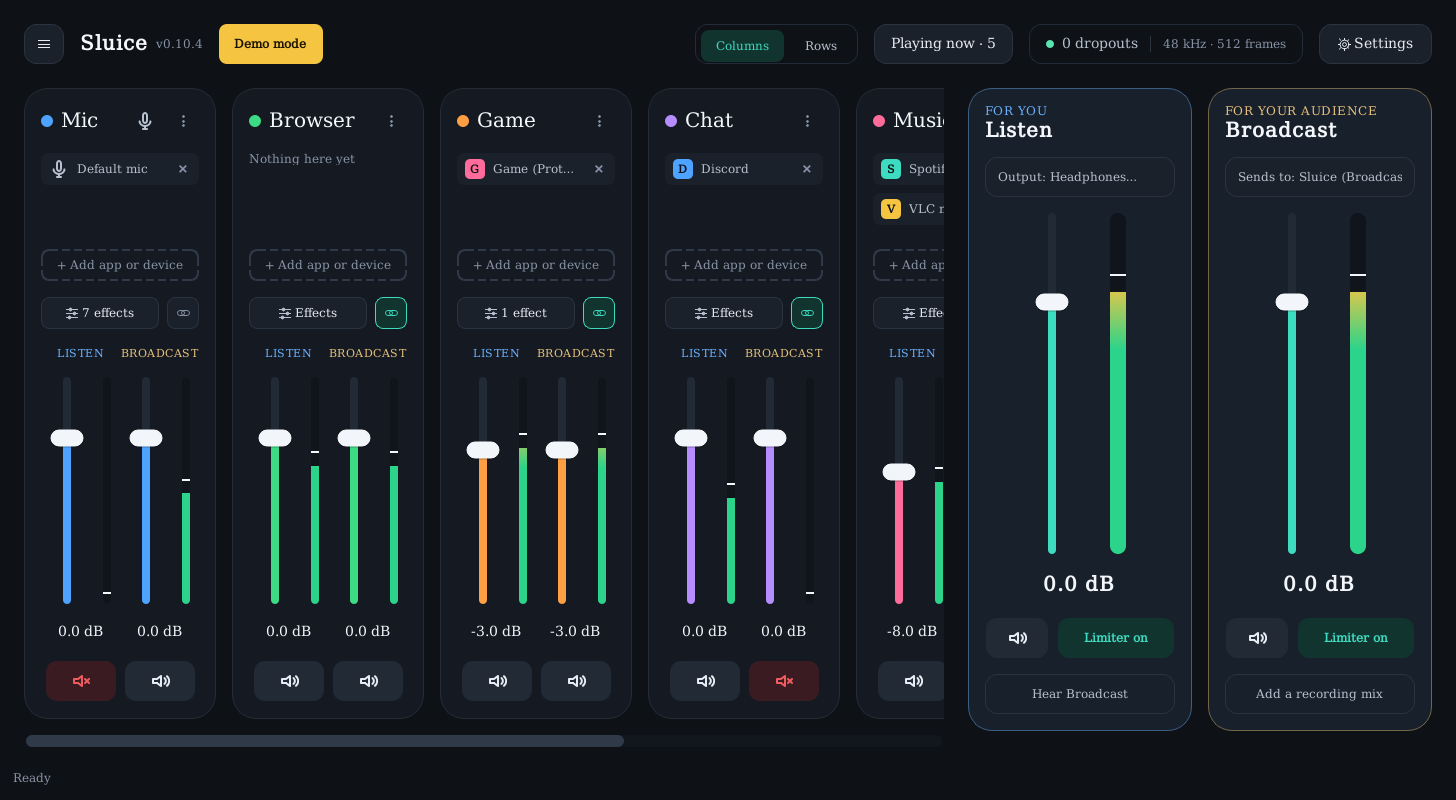 Sluice v0.10.4 Demo mode Columns Rows Playing now · 5 0 dropouts 48 kHz · 512 frames Settings
Mic
Default mic
+ Add app or device
7 effects
LISTEN BROADCAST
0.0 dB 0.0 dB
Browser
Nothing here yet
+ Add app or device
Effects
LISTEN BROADCAST
0.0 dB 0.0 dB
Game
G Game (Prot...
+ Add app or device
1 effect
LISTEN BROADCAST
-3.0 dB -3.0 dB
Chat
D Discord
+ Add app or device
Effects
LISTEN BROADCAST
0.0 dB 0.0 dB
Music
S Spotif
V VLC
+ Add ap
Effe
LISTEN
-8.0 dB
FOR YOU
Listen
Output: Headphones...
0.0 dB
Limiter on
Hear Broadcast
FOR YOUR AUDIENCE
Broadcast
Sends to: Sluice (Broadcas
0.0 dB
Limiter on
Add a recording mix
Ready